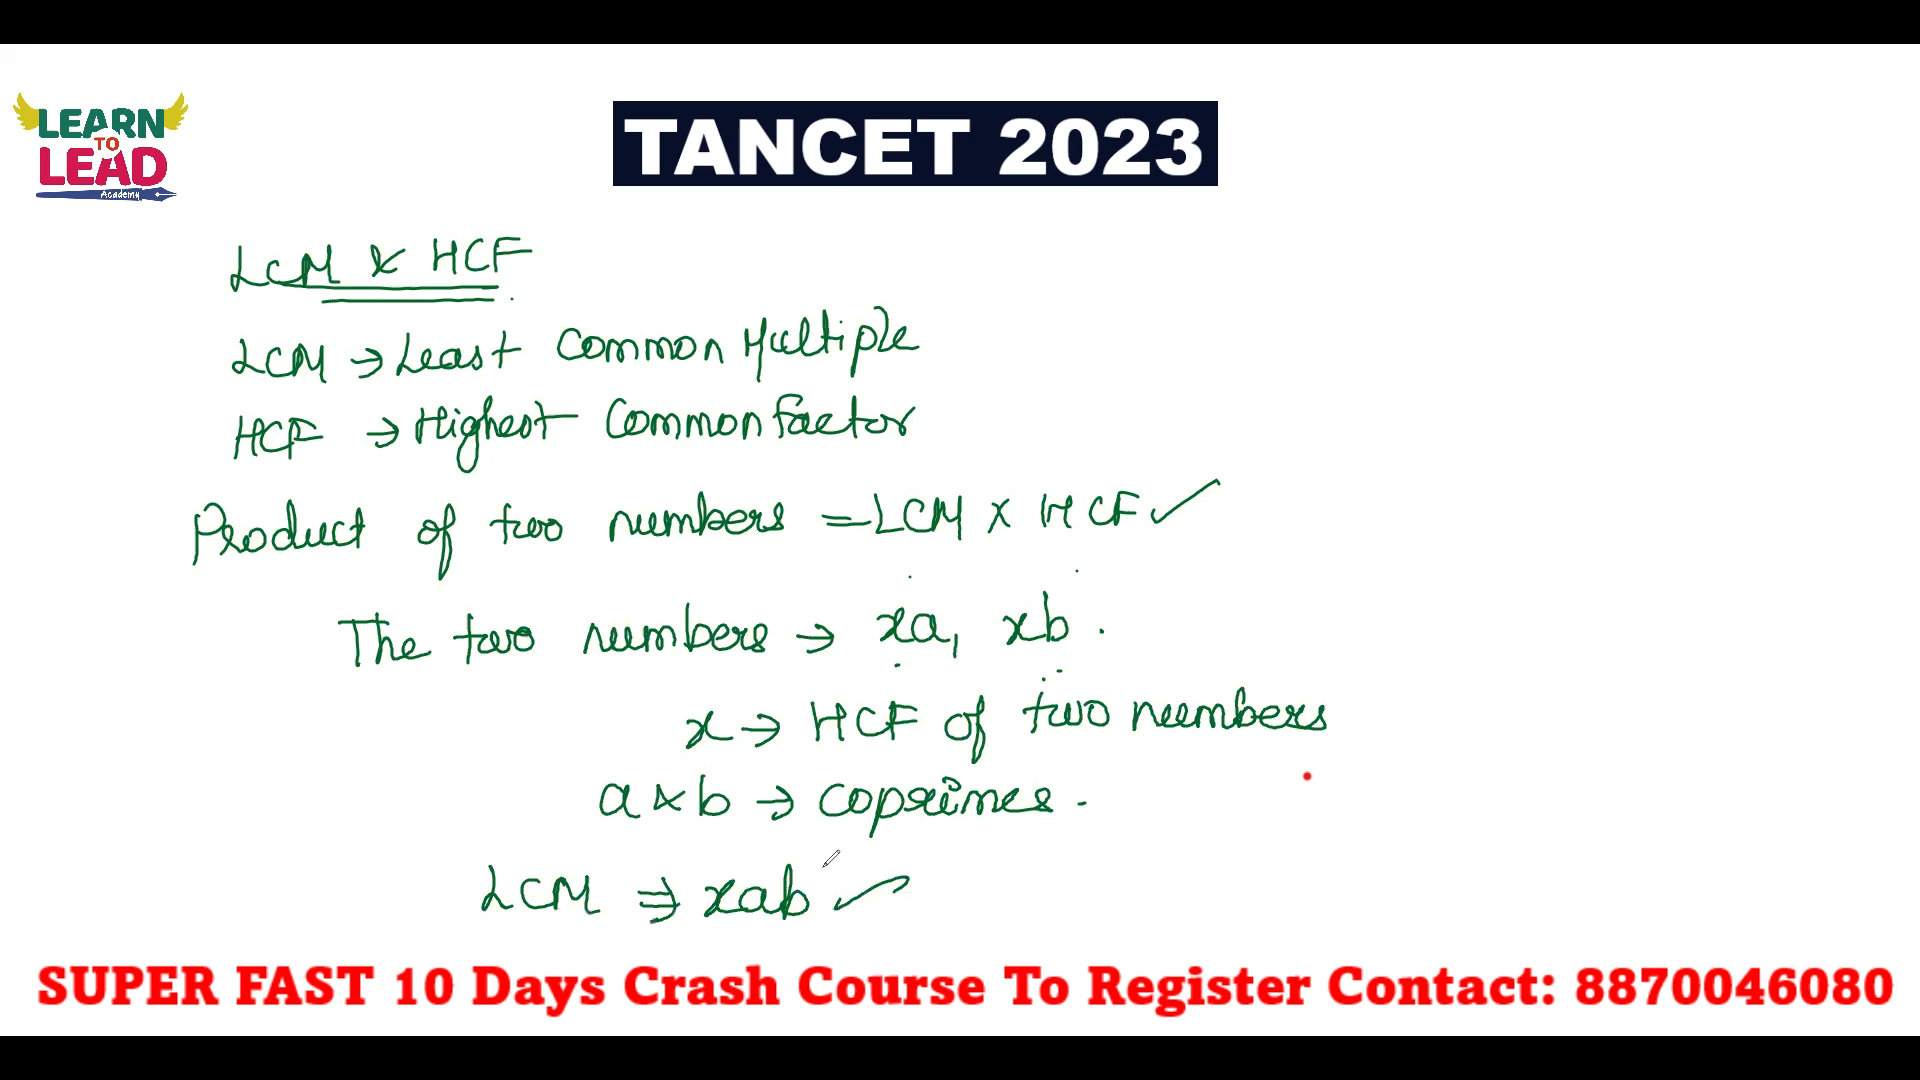 LEARN
TO
LEAD
Academy
TANCET 2023
LCM & HCF
LCM → Least Common Multiple
HCF → Highest Common Factor
Product of two numbers = LCM x HCF ✓
The two numbers → xa, xb.
x → HCF of two numbers
a & b → coprimes.
LCM ⇒ xab ✓
SUPER FAST 10 Days Crash Course To Register Contact: 8870046080